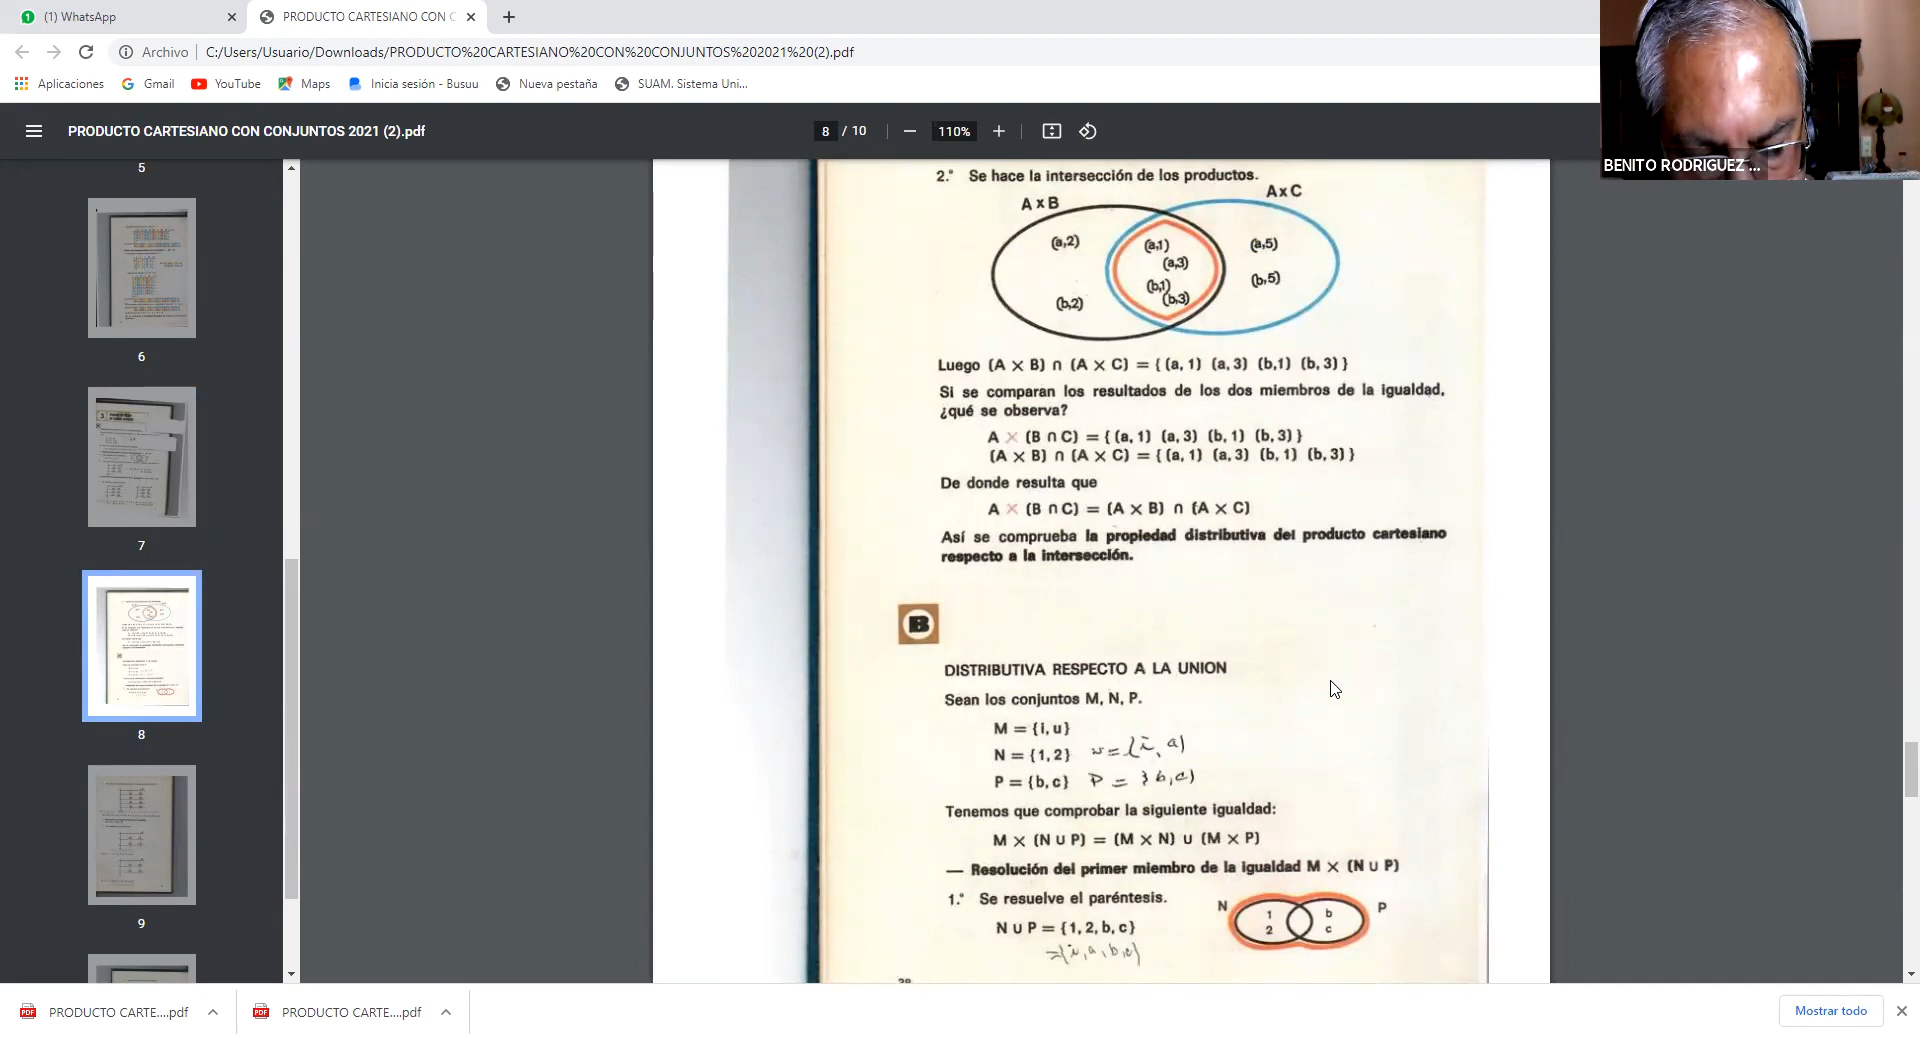 (1) WhatsApp
PRODUCTO CARTESIANO CON C
Archivo
C:/Users/Usuario/Downloads/PRODUCTO%20CARTESIANO%20CON%20CONJUNTOS%202021%20(2).pdf
Aplicaciones Gmail YouTube Maps Inicia sesión - Busuu Nueva pestaña SUAM. Sistema Uni...
BENITO RODRIGUEZ ...
PRODUCTO CARTESIANO CON CONJUNTOS 2021 (2).pdf
8 / 10
110%
5
6
7
8
9
2.° Se hace la intersección de los productos.
A x B
A x C
(a,2) (a,1) (a,5)
(a,3)
(b,1) (b,5)
(b,2) (b,3)
Luego (A × B) ∩ (A × C) = { (a, 1) (a, 3) (b,1) (b, 3) }
Si se comparan los resultados de los dos miembros de la igualdad,
¿qué se observa?
A × (B ∩ C) = { (a, 1) (a, 3) (b, 1) (b, 3) }
(A × B) ∩ (A × C) = { (a, 1) (a, 3) (b, 1) (b, 3) }
De donde resulta que
A × (B ∩ C) = (A × B) ∩ (A × C)
Así se comprueba la propiedad distributiva del producto cartesiano
respecto a la intersección.
B
DISTRIBUTIVA RESPECTO A LA UNION
Sean los conjuntos M, N, P.
M = {i, u}
N = {1, 2}
P = {b, c} P = {b, c}
Tenemos que comprobar la siguiente igualdad:
M × (N ∪ P) = (M × N) ∪ (M × P)
— Resolución del primer miembro de la igualdad M × (N ∪ P)
1.° Se resuelve el paréntesis.
N ∪ P = {1, 2, b, c}
N P
1 b
2 c
PRODUCTO CARTE....pdf
PRODUCTO CARTE....pdf
Mostrar todo